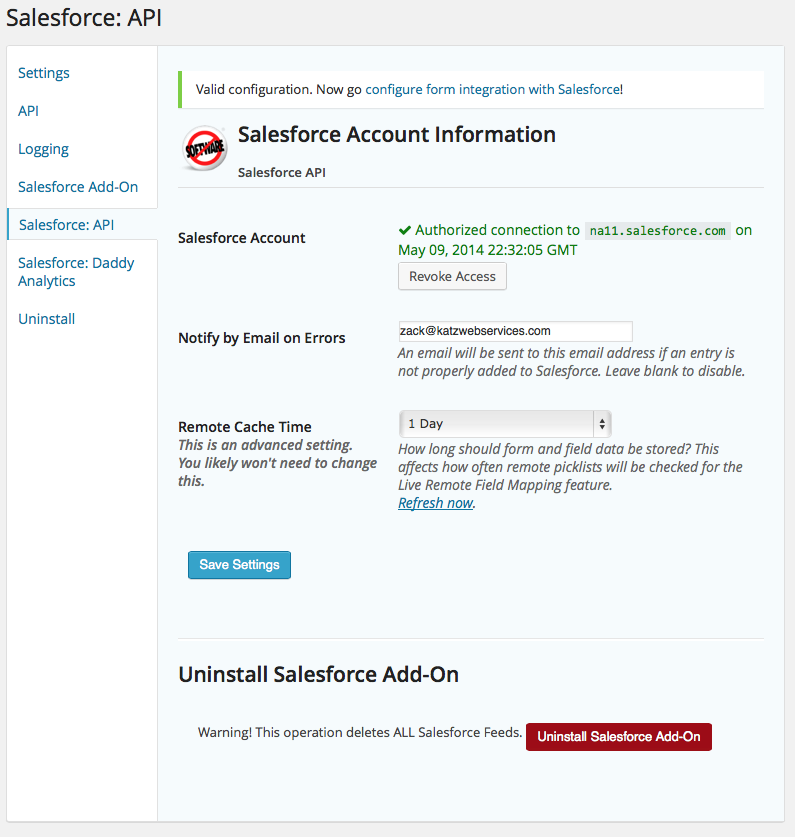 Salesforce: API
Settings
API
Logging
Salesforce Add-On
Salesforce: API
Salesforce: Daddy
Analytics
Uninstall
Valid configuration. Now go configure form integration with Salesforce!
SOFTWARE
Salesforce Account Information
Salesforce API
Salesforce Account
Authorized connection to na11.salesforce.com on
May 09, 2014 22:32:05 GMT
Revoke Access
Notify by Email on Errors
zack@katzwebservices.com
An email will be sent to this email address if an entry is
not properly added to Salesforce. Leave blank to disable.
Remote Cache Time
This is an advanced setting.
You likely won't need to change
this.
1 Day
How long should form and field data be stored? This
affects how often remote picklists will be checked for the
Live Remote Field Mapping feature.
Refresh now.
Save Settings
Uninstall Salesforce Add-On
Warning! This operation deletes ALL Salesforce Feeds.
Uninstall Salesforce Add-On